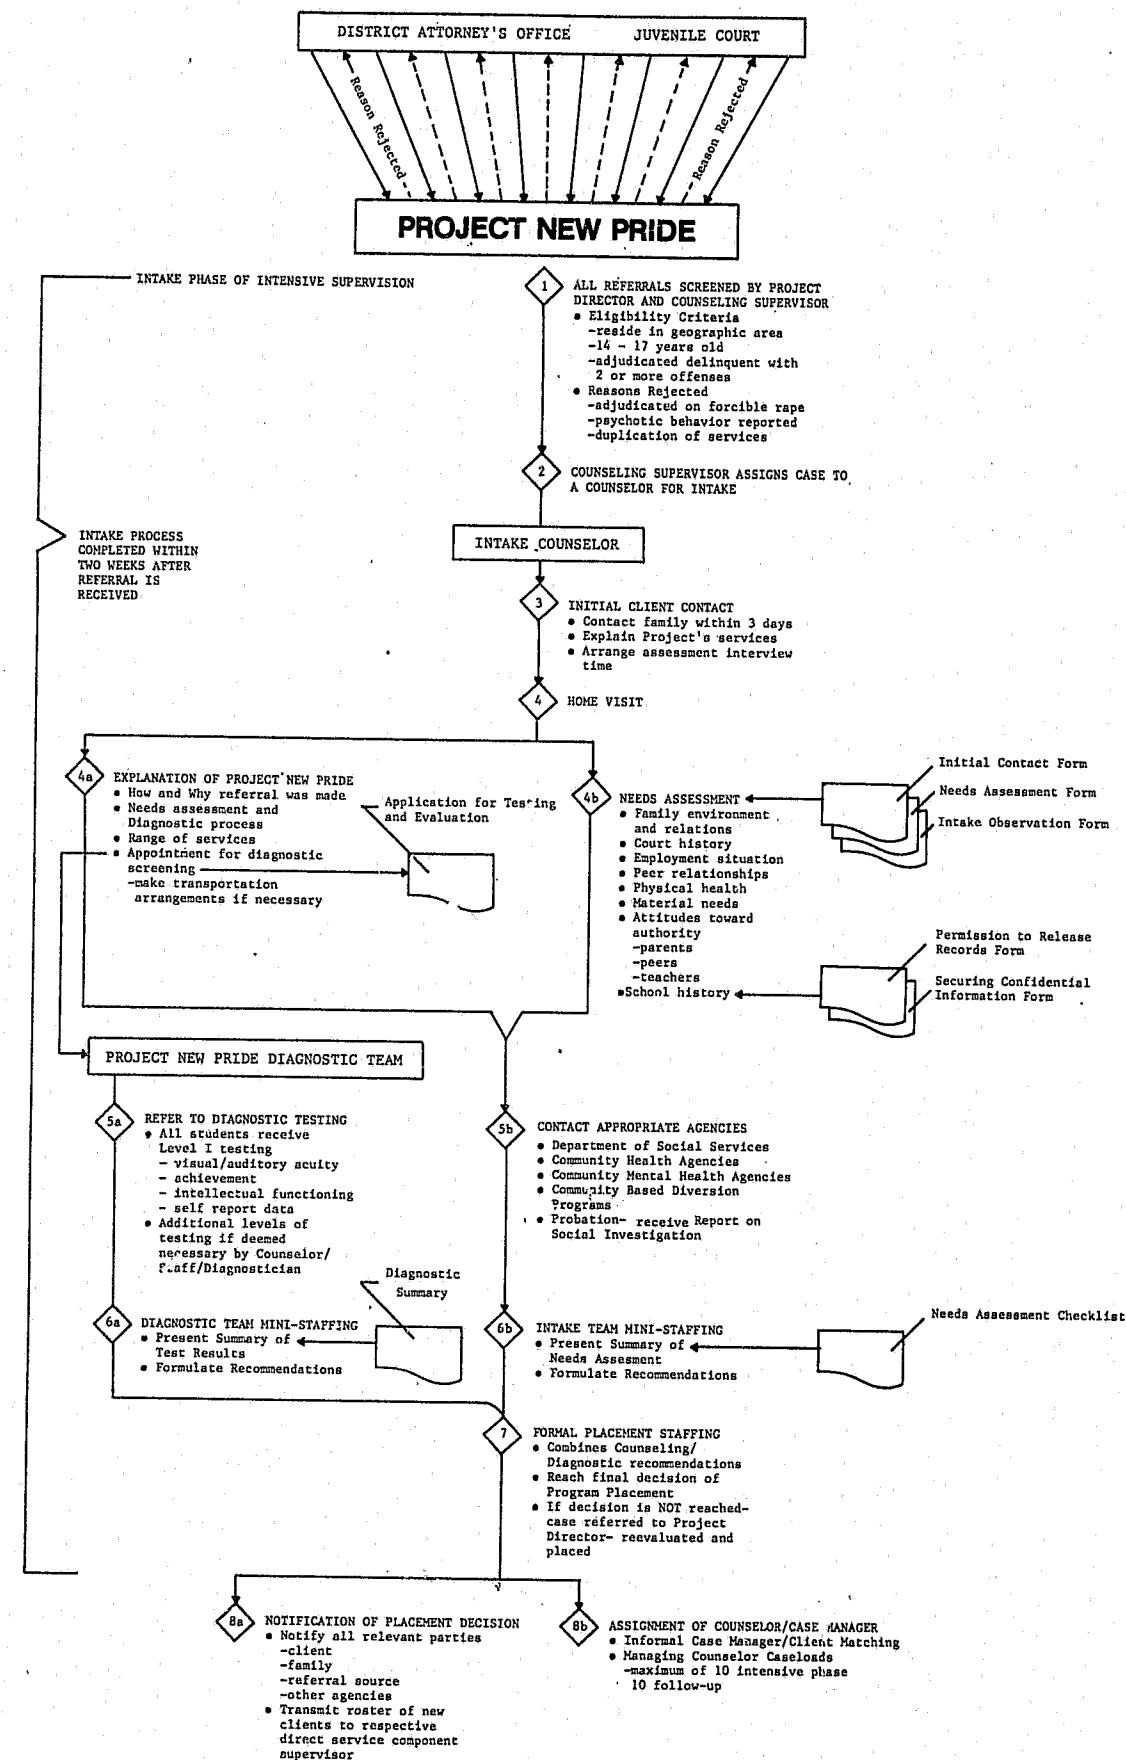 DISTRICT ATTORNEY'S OFFICE JUVENILE COURT
Reason Rejected
Reason Rejected
PROJECT NEW PRIDE
INTAKE PHASE OF INTENSIVE SUPERVISION
1
ALL REFERRALS SCREENED BY PROJECT
DIRECTOR AND COUNSELING SUPERVISOR
• Eligibility Criteria
-reside in geographic area
-14 - 17 years old
-adjudicated delinquent with
2 or more offenses
• Reasons Rejected
-adjudicated on forcible rape
-psychotic behavior reported
-duplication of services
2
COUNSELING SUPERVISOR ASSIGNS CASE TO
A COUNSELOR FOR INTAKE
INTAKE COUNSELOR
INTAKE PROCESS
COMPLETED WITHIN
TWO WEEKS AFTER
REFERRAL IS
RECEIVED
3
INITIAL CLIENT CONTACT
• Contact family within 3 days
• Explain Project's services
• Arrange assessment interview
time
4
HOME VISIT
4a
EXPLANATION OF PROJECT NEW PRIDE
• How and Why referral was made
• Needs assessment and
Diagnostic process
• Range of services
• Appointment for diagnostic
screening
-make transportation
arrangements if necessary
Application for Testing
and Evaluation
4b
NEEDS ASSESSMENT
• Family environment
and relations
• Court history
• Employment situation
• Peer relationships
• Physical health
• Material needs
• Attitudes toward
authority
-parents
-peers
-teachers
•School history
Initial Contact Form
Needs Assessment Form
Intake Observation Form
Permission to Release
Records Form
Securing Confidential
Information Form
PROJECT NEW PRIDE DIAGNOSTIC TEAM
5a
REFER TO DIAGNOSTIC TESTING
• All students receive
Level I testing
- visual/auditory acuity
- achievement
- intellectual functioning
- self report data
• Additional levels of
testing if deemed
necessary by Counselor/
Staff/Diagnostician
5b
CONTACT APPROPRIATE AGENCIES
• Department of Social Services
• Community Health Agencies
• Community Mental Health Agencies
• Community Based Diversion
Programs
• Probation- receive Report on
Social Investigation
6a
DIAGNOSTIC TEAM MINI-STAFFING
• Present Summary of
Test Results
• Formulate Recommendations
Diagnostic
Summary
6b
INTAKE TEAM MINI-STAFFING
• Present Summary of
Needs Assesment
• Formulate Recommendations
Needs Assessment Checklist
7
FORMAL PLACEMENT STAFFING
• Combines Counseling/
Diagnostic recommendations
• Reach final decision of
Program Placement
• If decision is NOT reached-
case referred to Project
Director- reevaluated and
placed
8a
NOTIFICATION OF PLACEMENT DECISION
• Notify all relevant parties
-client
-family
-referral source
-other agencies
• Transmit roster of new
clients to respective
direct service component
supervisor
8b
ASSIGNMENT OF COUNSELOR/CASE MANAGER
• Informal Case Manager/Client Matching
• Managing Counselor Caseloads
-maximum of 10 intensive phase
10 follow-up